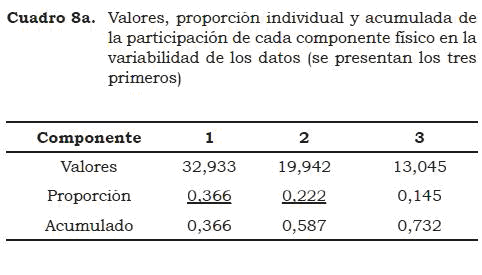 Cuadro 8a. Valores, proporción individual y acumulada de
la participación de cada componente físico en la
variabilidad de los datos (se presentan los tres
primeros)
Componente 1 2 3
Valores 32,933 19,942 13,045
Proporción 0,366 0,222 0,145
Acumulado 0,366 0,587 0,732